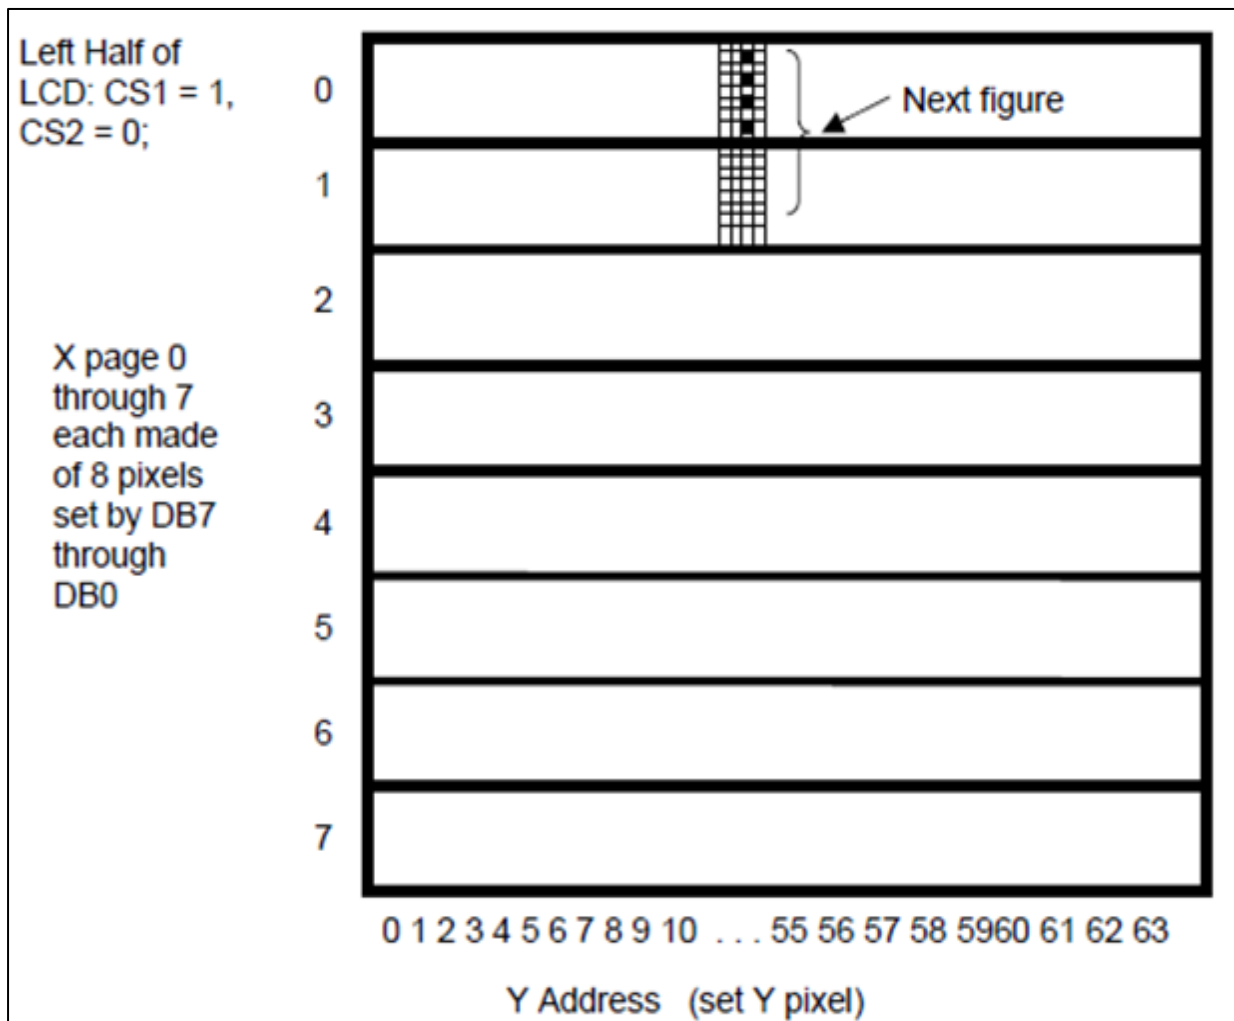 Left Half of
LCD: CS1 = 1,
CS2 = 0;
0
Next figure
1
2
X page 0
through 7
each made
of 8 pixels
set by DB7
through
DB0
3
4
5
6
7
0 1 2 3 4 5 6 7 8 9 10 . . . 55 56 57 58 5960 61 62 63
Y Address (set Y pixel)